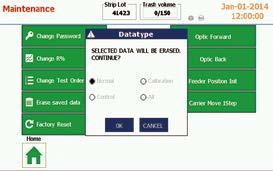 Maintenance
Strip Lot
41423
Trash volume
0/150
Jan-01-2014
12:00:00
Change Password
Change R%
Change Test Order
Erase saved data
Factory Reset
Datatype
SELECTED DATA WILL BE ERASED.
CONTINUE?
Normal
Calibration
Control
All
OK
CANCEL
Optic Forward
Optic Back
Feeder Position Init
Carrier Move 1Step
Home